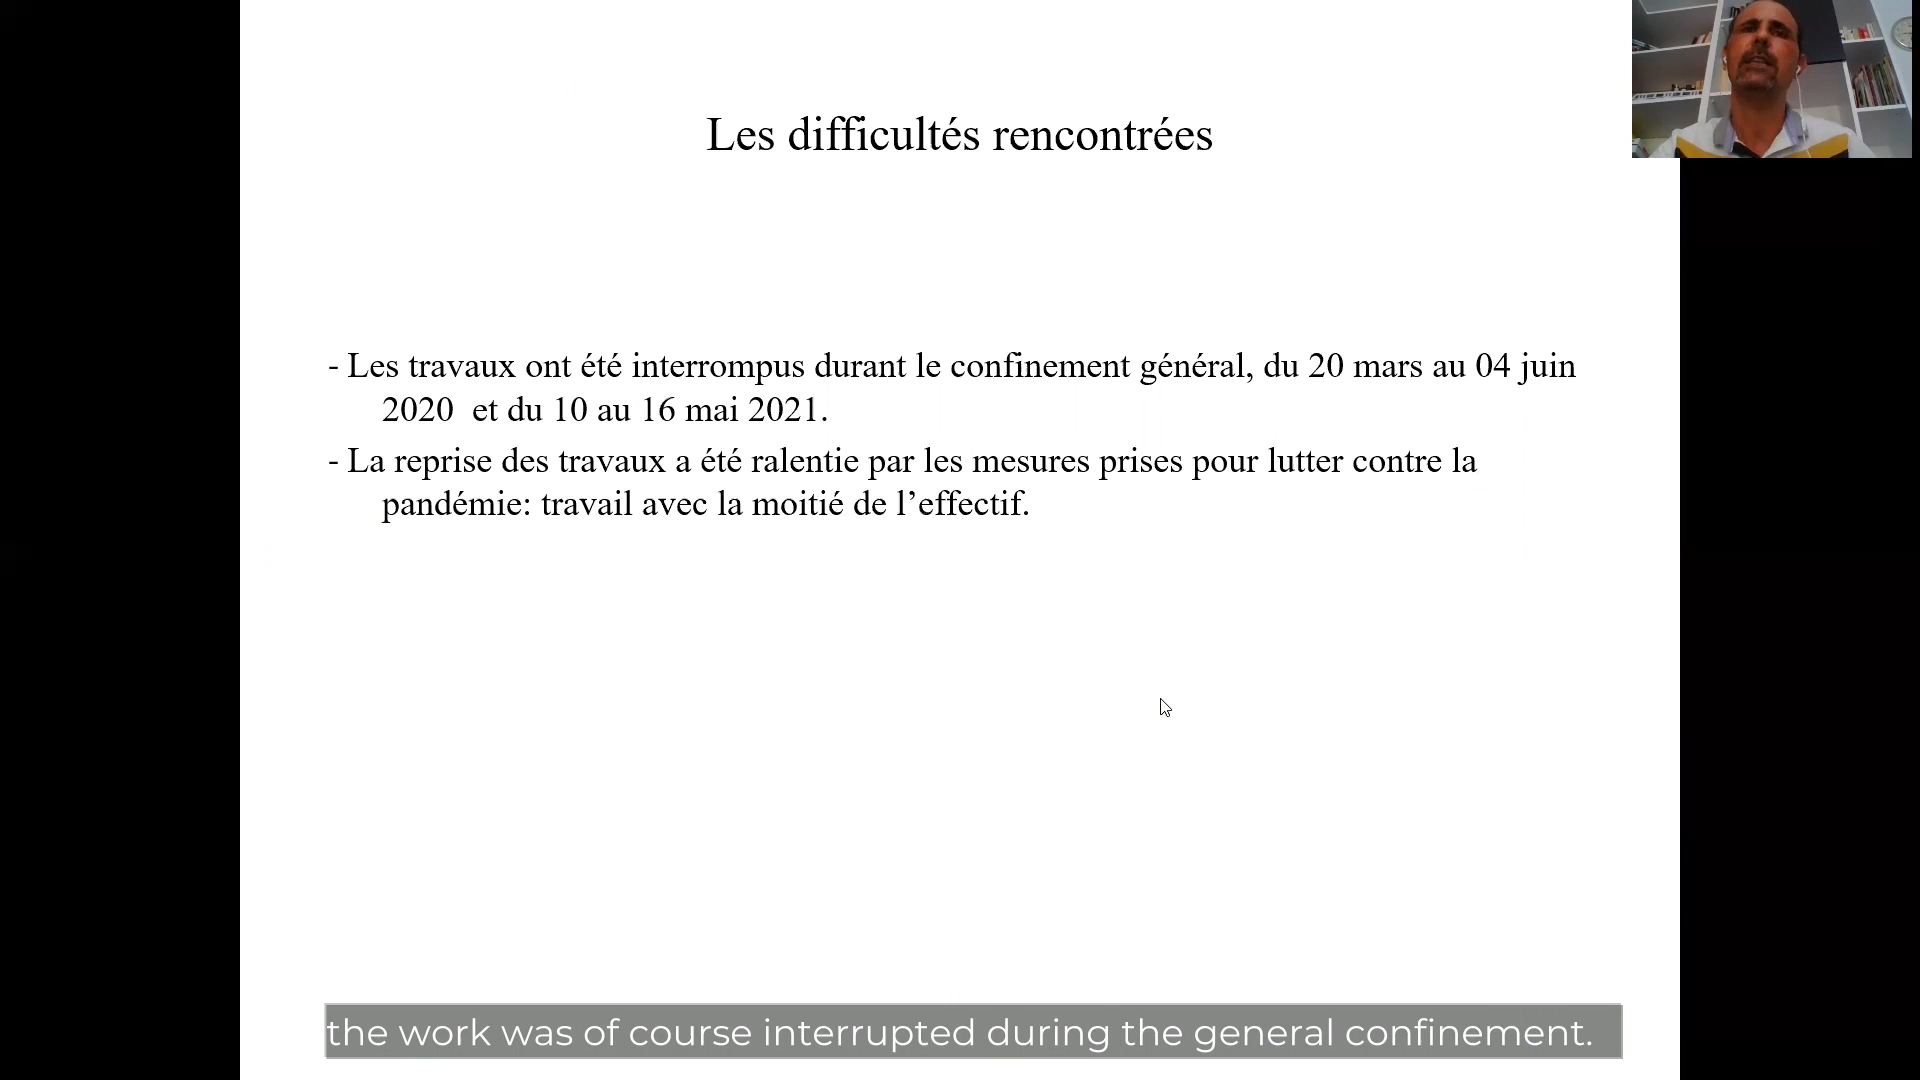 Les difficultés rencontrées
- Les travaux ont été interrompus durant le confinement général, du 20 mars au 04 juin
2020  et du 10 au 16 mai 2021.
- La reprise des travaux a été ralentie par les mesures prises pour lutter contre la
pandémie: travail avec la moitié de l’effectif.
the work was of course interrupted during the general confinement.